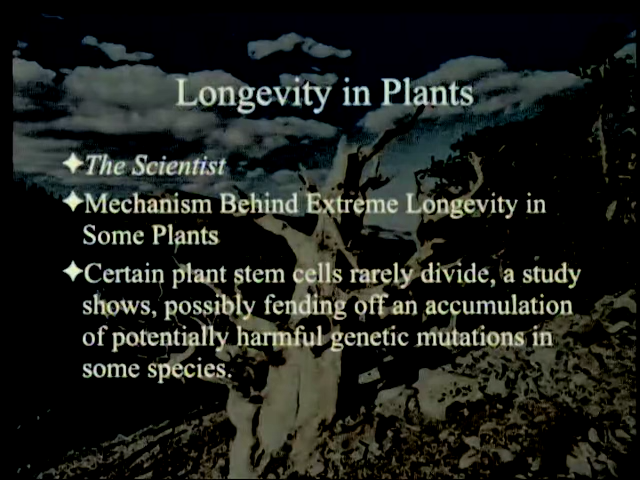 Longevity in Plants
✦The Scientist
✦Mechanism Behind Extreme Longevity in
Some Plants
✦Certain plant stem cells rarely divide, a study
shows, possibly fending off an accumulation
of potentially harmful genetic mutations in
some species.